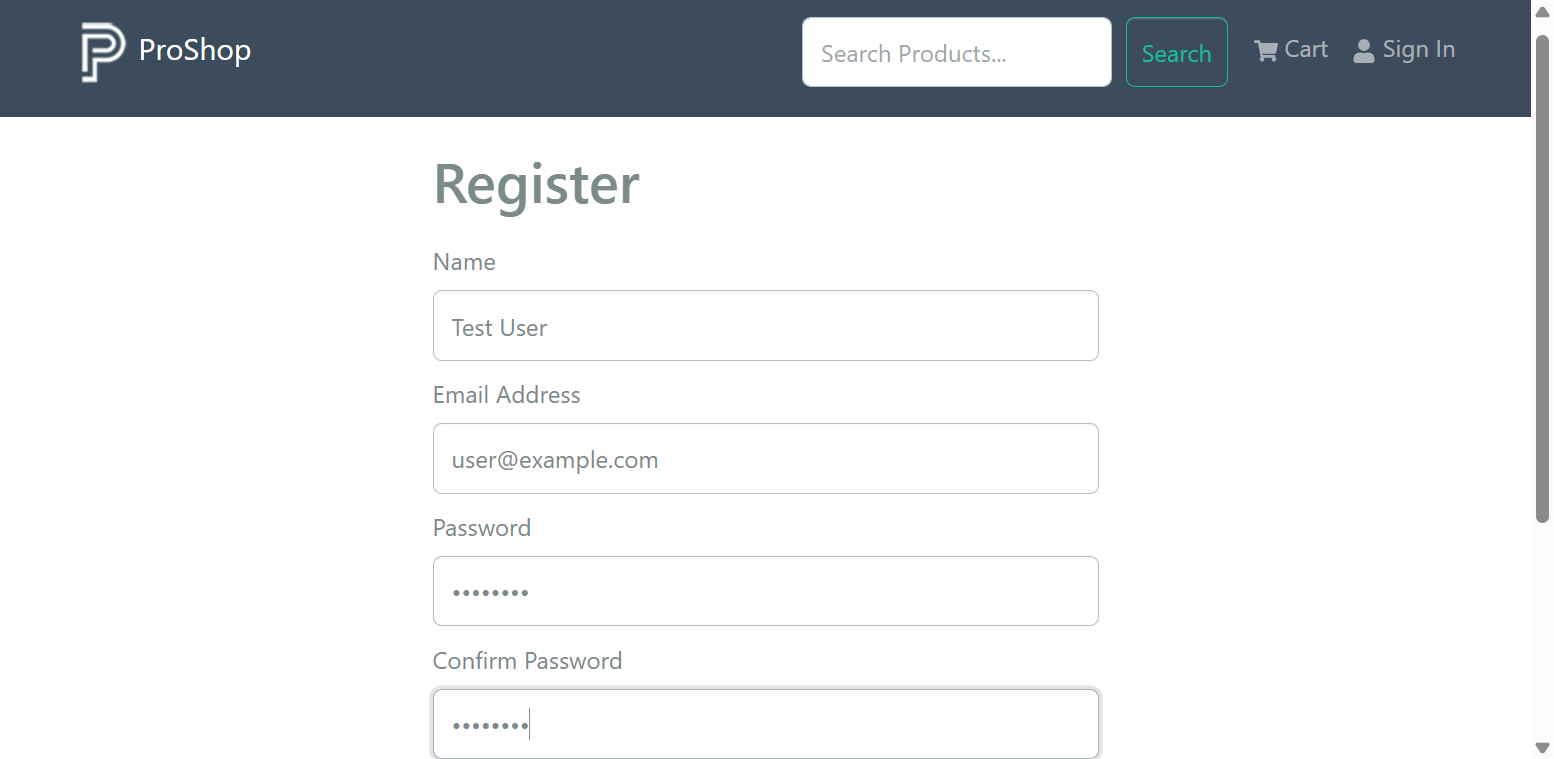 ProShop
Search Products...
Search
Cart
Sign In
Register
Name
Test User
Email Address
user@example.com
Password
••••••••
Confirm Password
••••••••